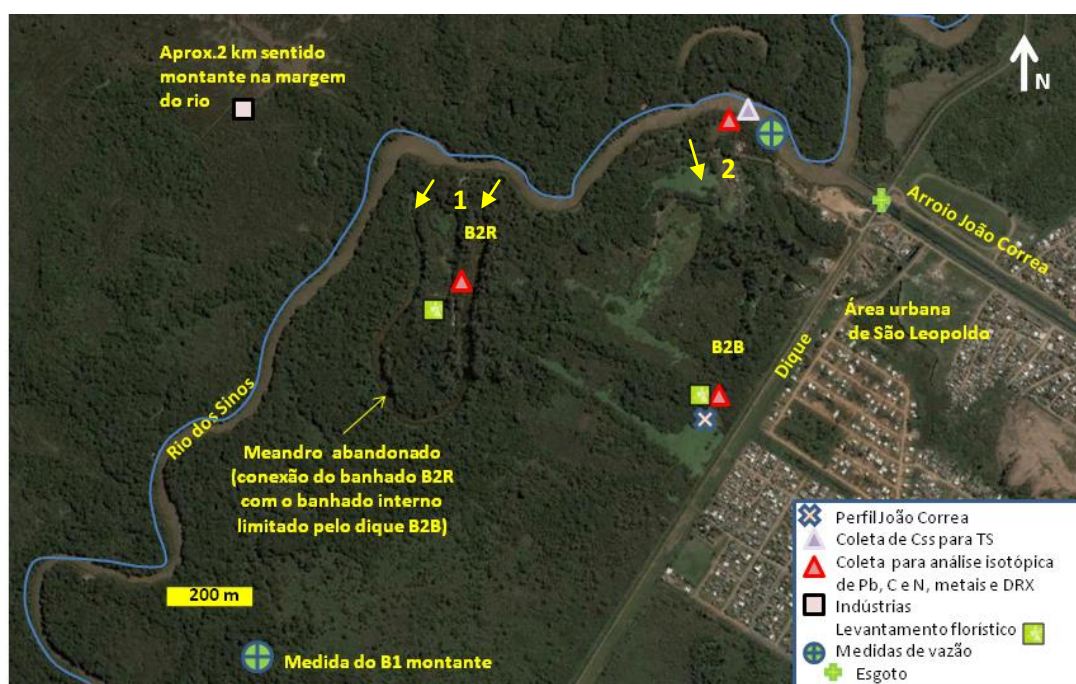 Aprox.2 km sentido
montante na margem
do rio
N
1
2
B2R
Arroio João Correa
Área urbana
de São Leopoldo
B2B
Dique
Rio dos Sinos
Meandro abandonado
(conexão do banhado B2R
com o banhado interno
limitado pelo dique B2B)
200 m
Medida do B1 montante
PerfilJoão Correa
Coleta de Css para TS
Coleta para análise isotópica
de Pb, C e N, metais e DRX
Indústrias
Levantamento florístico
Medidas de vazão
Esgoto